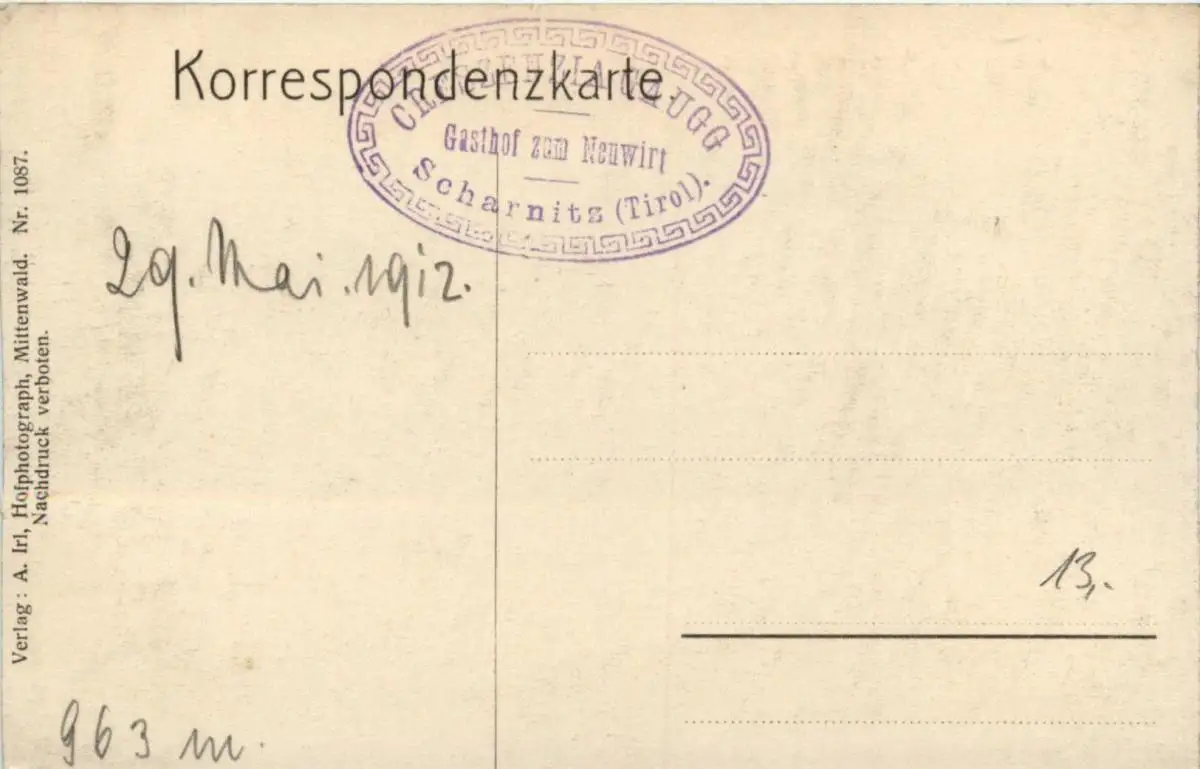 Korrespondenzkarte.
CRESCENZIA
Gasthof zum Neuwirt
Scharnitz (Tirol).
29. Mai. 1912.
Verlag : A. Irl, Hofphotograph, Mittenwald. Nr. 1087.
Nachdruck verboten.
13,-
963 m.